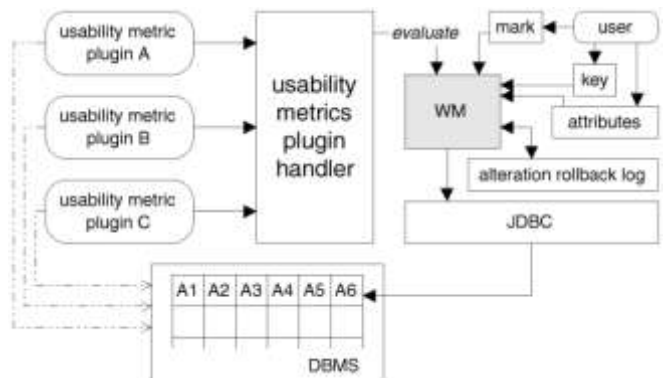 usability metric
plugin A
usability metric
plugin B
usability metric
plugin C
usability
metrics
plugin
handler
evaluate
mark
user
key
WM
attributes
alteration rollback log
JDBC
A1 A2 A3 A4 A5 A6
DBMS